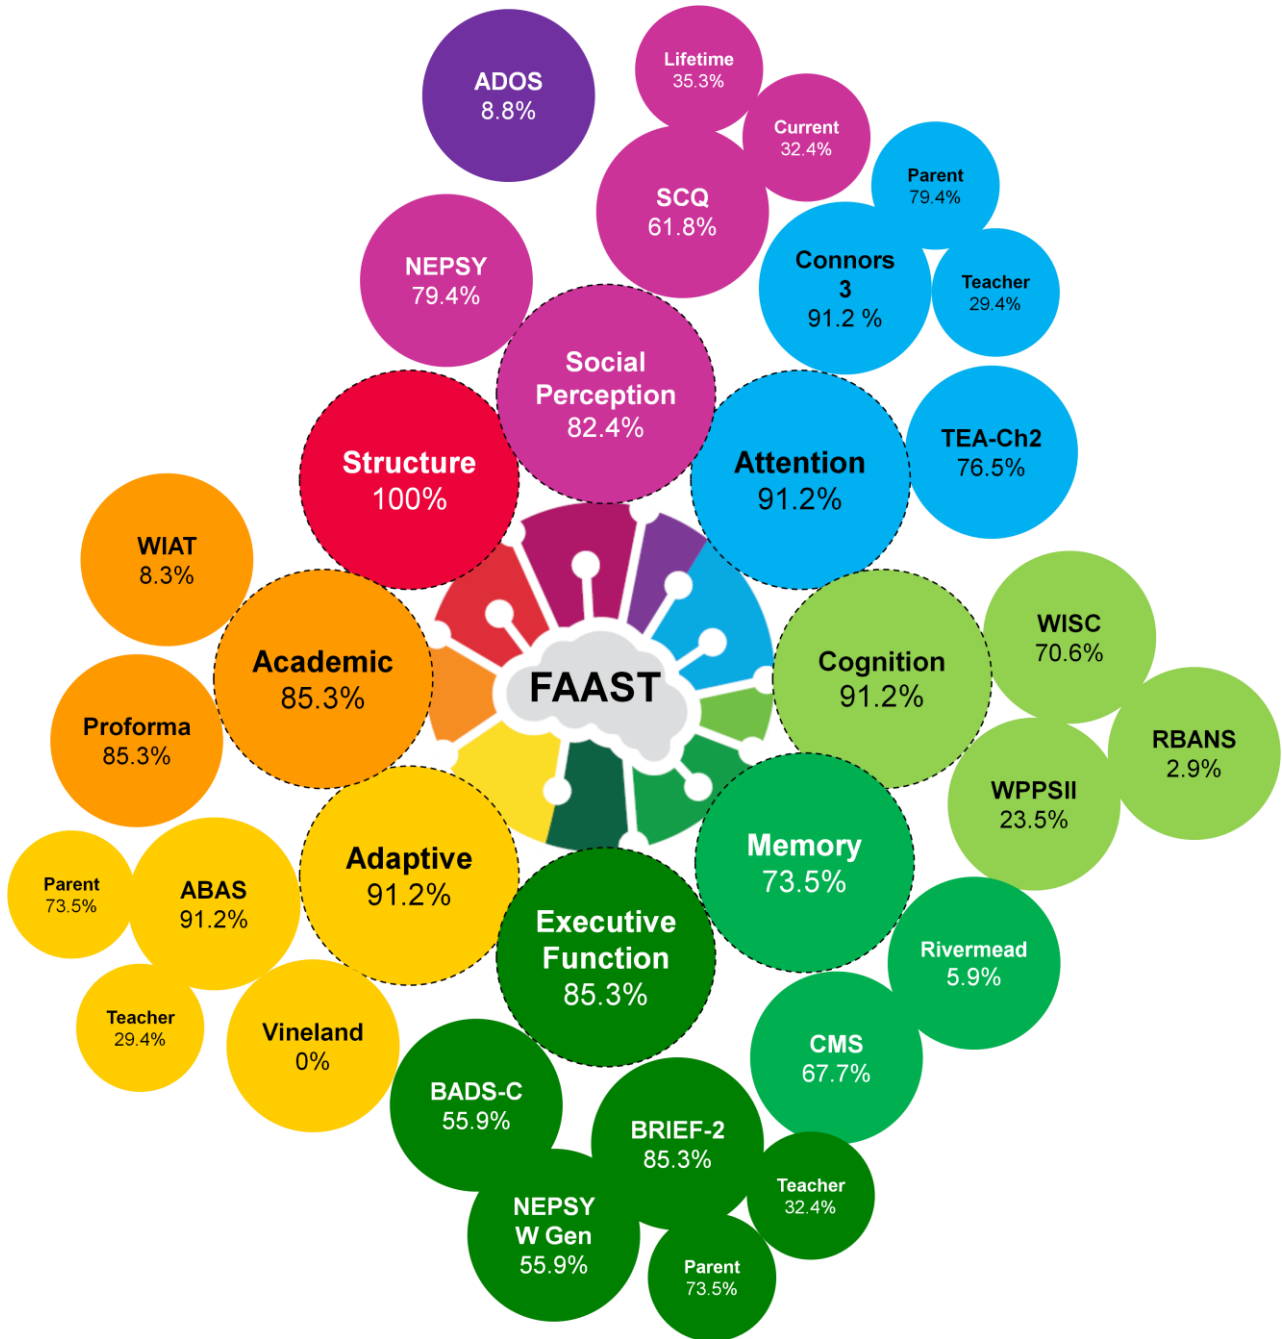 ADOS
8.8%
Lifetime
35.3%
Current
32.4%
SCQ
61.8%
NEPSY
79.4%
Parent
79.4%
Connors
3
91.2 %
Teacher
29.4%
Social
Perception
82.4%
Structure
100%
Attention
91.2%
TEA-Ch2
76.5%
WIAT
8.3%
Academic
85.3%
Proforma
85.3%
FAAST
Cognition
91.2%
WISC
70.6%
RBANS
2.9%
WPPSII
23.5%
Memory
73.5%
Rivermead
5.9%
CMS
67.7%
Adaptive
91.2%
Parent
73.5%
ABAS
91.2%
Teacher
29.4%
Vineland
0%
Executive
Function
85.3%
BADS-C
55.9%
BRIEF-2
85.3%
NEPSY
W Gen
55.9%
Teacher
32.4%
Parent
73.5%